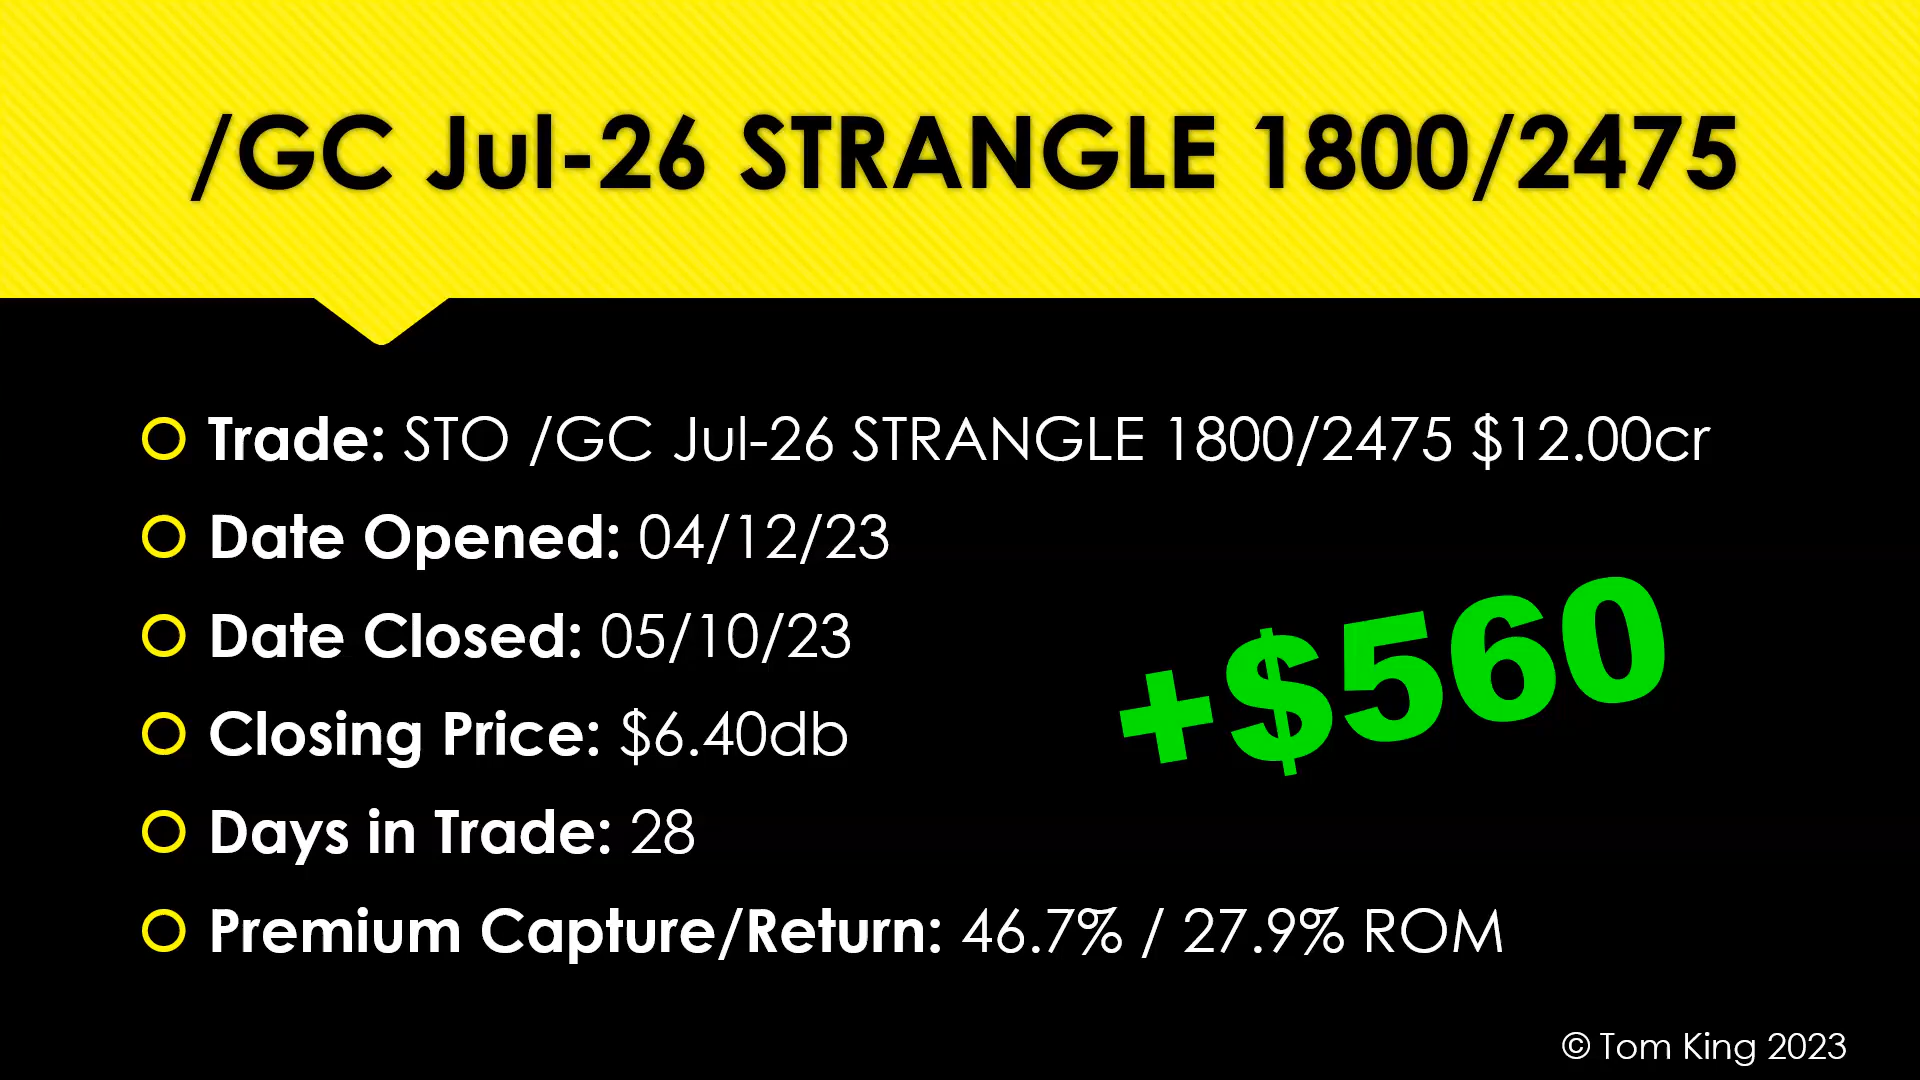 /GC Jul-26 STRANGLE 1800/2475
Trade: STO /GC Jul-26 STRANGLE 1800/2475 $12.00cr
Date Opened: 04/12/23
Date Closed: 05/10/23
+$560
Closing Price: $6.40db
Days in Trade: 28
Premium Capture/Return: 46.7% / 27.9% ROM
© Tom King 2023